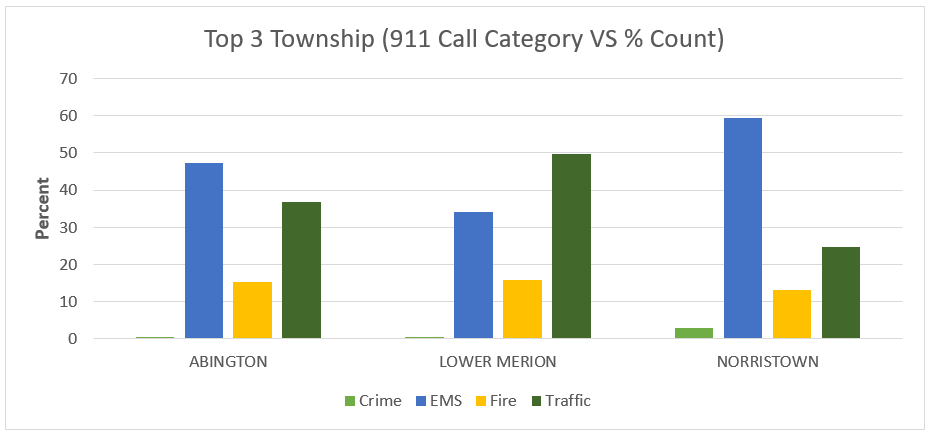 Top 3 Township (911 Call Category VS % Count)
Percent
70
60
50
40
30
20
10
0
ABINGTON LOWER MERION NORRISTOWN
Crime EMS Fire Traffic